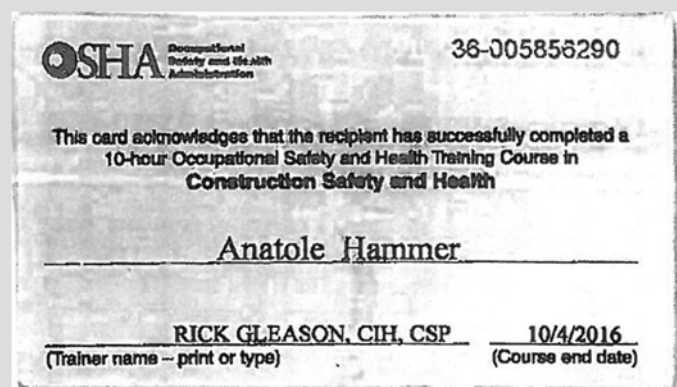 OSHA
Occupational
Safety and Health
Administration
36-005856290
This card acknowledges that the recipient has successfully completed a
10-hour Occupational Safety and Health Training Course in
Construction Safety and Health
Anatole Hammer
RICK GLEASON, CIH, CSP 10/4/2016
(Trainer name – print or type) (Course end date)